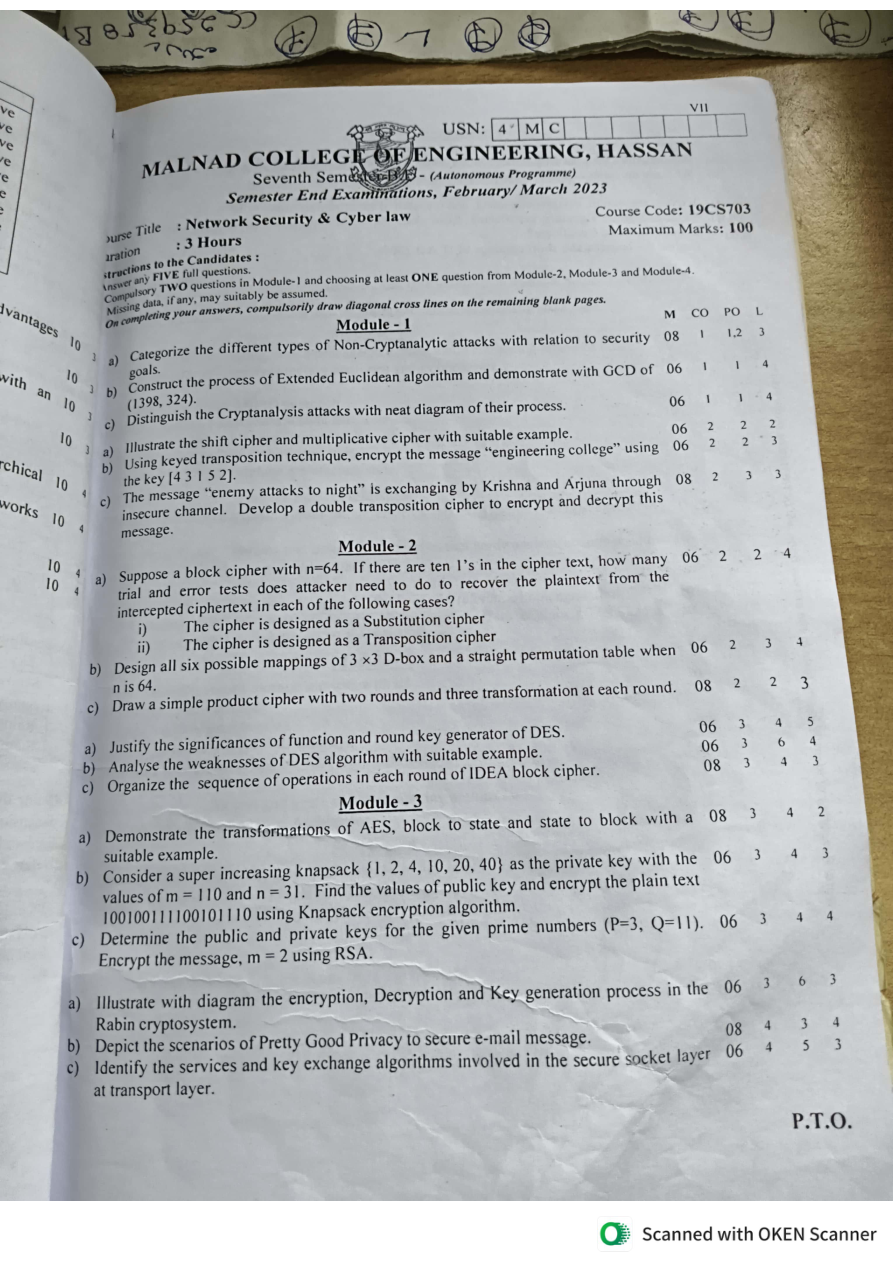 VII
USN: 4 M C
MALNAD COLLEGE OF ENGINEERING, HASSAN
Seventh Semester - (Autonomous Programme)
Semester End Examinations, February/ March 2023
urse Title : Network Security & Cyber law Course Code: 19CS703
uration : 3 Hours Maximum Marks: 100
structions to the Candidates :
Answer any FIVE full questions.
Compulsory TWO questions in Module-1 and choosing at least ONE question from Module-2, Module-3 and Module-4.
Missing data, if any, may suitably be assumed.
On completing your answers, compulsorily draw diagonal cross lines on the remaining blank pages.
Module - 1 M CO PO L
a) Categorize the different types of Non-Cryptanalytic attacks with relation to security 08 1 1,2 3
goals.
b) Construct the process of Extended Euclidean algorithm and demonstrate with GCD of 06 1 1 4
(1398, 324).
c) Distinguish the Cryptanalysis attacks with neat diagram of their process. 06 1 1 4
a) Illustrate the shift cipher and multiplicative cipher with suitable example. 06 2 2 2
b) Using keyed transposition technique, encrypt the message “engineering college” using 06 2 2 3
the key [4 3 1 5 2].
c) The message “enemy attacks to night” is exchanging by Krishna and Arjuna through 08 2 3 3
insecure channel. Develop a double transposition cipher to encrypt and decrypt this
message.
Module - 2
a) Suppose a block cipher with n=64. If there are ten 1’s in the cipher text, how many 06 2 2 4
trial and error tests does attacker need to do to recover the plaintext from the
intercepted ciphertext in each of the following cases?
i) The cipher is designed as a Substitution cipher
ii) The cipher is designed as a Transposition cipher
b) Design all six possible mappings of 3 ×3 D-box and a straight permutation table when 06 2 3 4
n is 64.
c) Draw a simple product cipher with two rounds and three transformation at each round. 08 2 2 3
a) Justify the significances of function and round key generator of DES. 06 3 4 5
b) Analyse the weaknesses of DES algorithm with suitable example. 06 3 6 4
c) Organize the sequence of operations in each round of IDEA block cipher. 08 3 4 3
Module - 3
a) Demonstrate the transformations of AES, block to state and state to block with a 08 3 4 2
suitable example.
b) Consider a super increasing knapsack {1, 2, 4, 10, 20, 40} as the private key with the 06 3 4 3
values of m = 110 and n = 31. Find the values of public key and encrypt the plain text
100100111100101110 using Knapsack encryption algorithm.
c) Determine the public and private keys for the given prime numbers (P=3, Q=11). 06 3 4 4
Encrypt the message, m = 2 using RSA.
a) Illustrate with diagram the encryption, Decryption and Key generation process in the 06 3 6 3
Rabin cryptosystem.
b) Depict the scenarios of Pretty Good Privacy to secure e-mail message. 08 4 3 4
c) Identify the services and key exchange algorithms involved in the secure socket layer 06 4 5 3
at transport layer.
P.T.O.
dvantages 10 3
10 3
with an 10 3
10 3
rchical 10 4
works 10 4
10 4
10 4
Scanned with OKEN Scanner